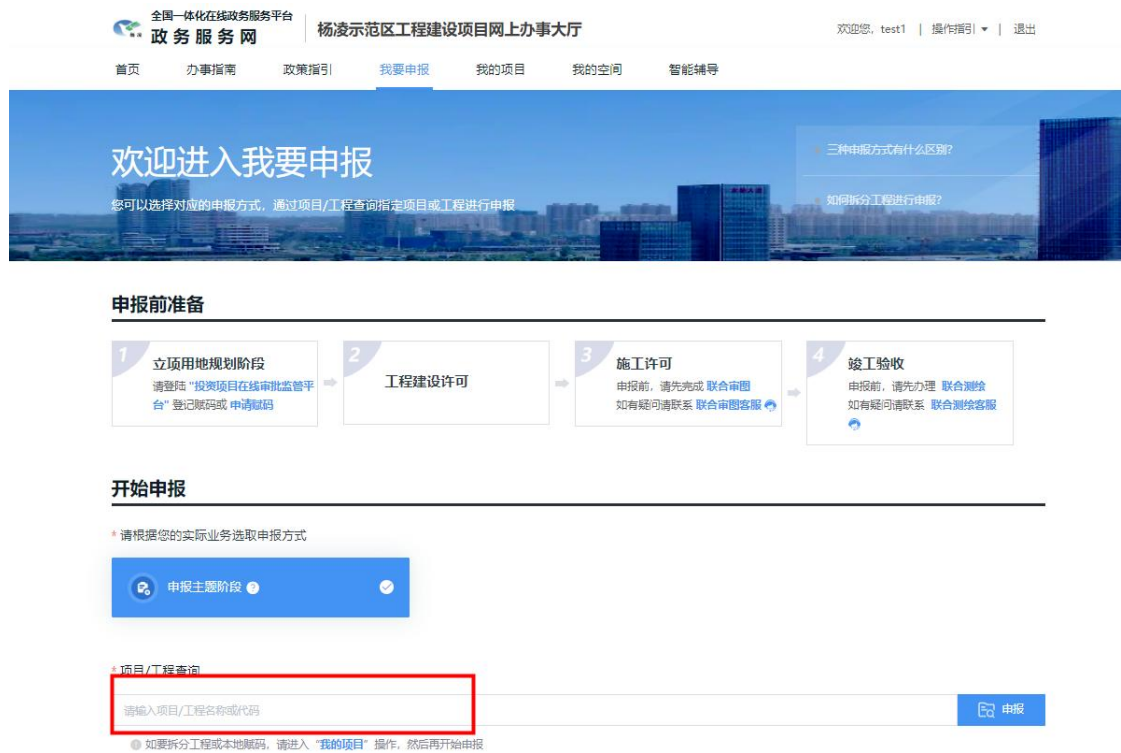 全国一体化在线政务服务平台
政务服务网
杨凌示范区工程建设项目网上办事大厅
欢迎您, test1 | 操作指引 | 退出
首页 办事指南 政策指引 我要申报 我的项目 我的空间 智能辅导
欢迎进入我要申报
您可以选择对应的申报方式，通过项目/工程查询指定项目或工程进行申报
三种申报方式有什么区别?
如何拆分工程进行申报?
申报前准备
1
立项用地规划阶段
请登陆 "投资项目在线审批监管平
台" 登记赋码或 申请赋码
2
工程建设许可
3
施工许可
申报前，请先完成 联合审图
如有疑问请联系 联合审图客服
4
竣工验收
申报前，请先办理 联合测绘
如有疑问请联系 联合测绘客服
开始申报
* 请根据您的实际业务选取申报方式
申报主题阶段 ?
* 项目/工程查询
请输入项目/工程名称或代码
申报
如要拆分工程或本地赋码，请进入 "我的项目" 操作，然后再开始申报